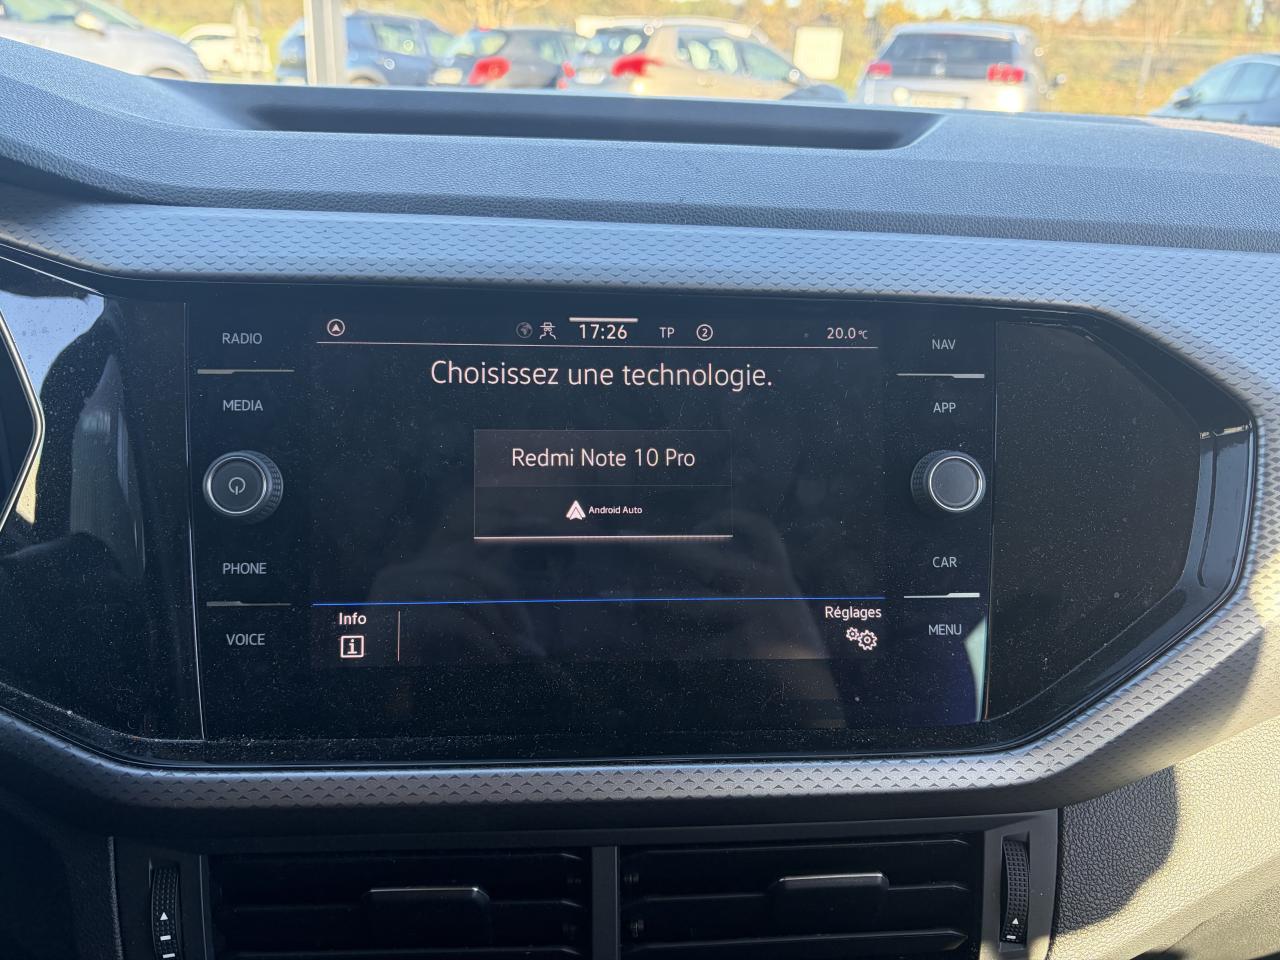 RADIO
MEDIA
PHONE
VOICE
17:26 TP 2 20.0°C
Choisissez une technologie.
Redmi Note 10 Pro
Android Auto
Info
i
Réglages
NAV
APP
CAR
MENU